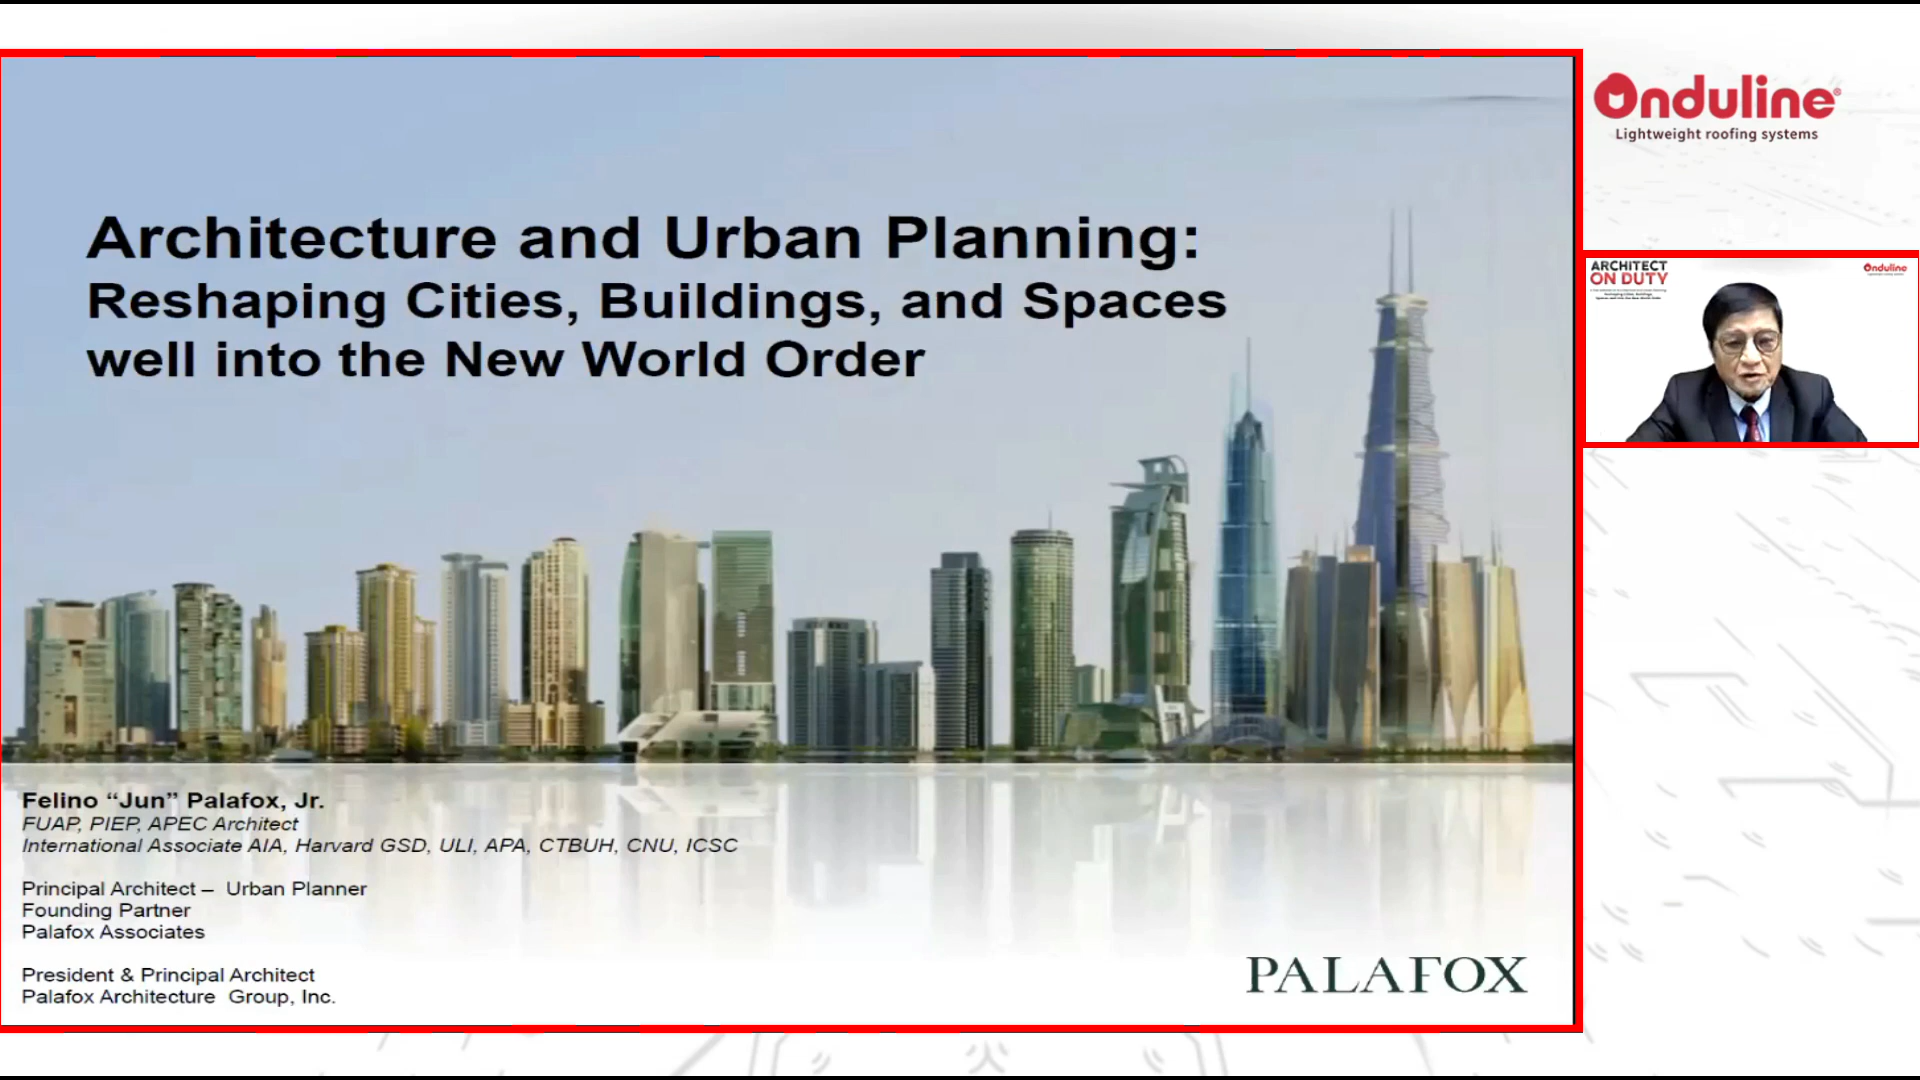 Architecture and Urban Planning:
Reshaping Cities, Buildings, and Spaces
well into the New World Order
Felino “Jun” Palafox, Jr.
FUAP, PIEP, APEC Architect
International Associate AIA, Harvard GSD, ULI, APA, CTBUH, CNU, ICSC
Principal Architect – Urban Planner
Founding Partner
Palafox Associates
President & Principal Architect
Palafox Architecture Group, Inc.
PALAFOX
Onduline®
Lightweight roofing systems
ARCHITECT
ON DUTY
Onduline